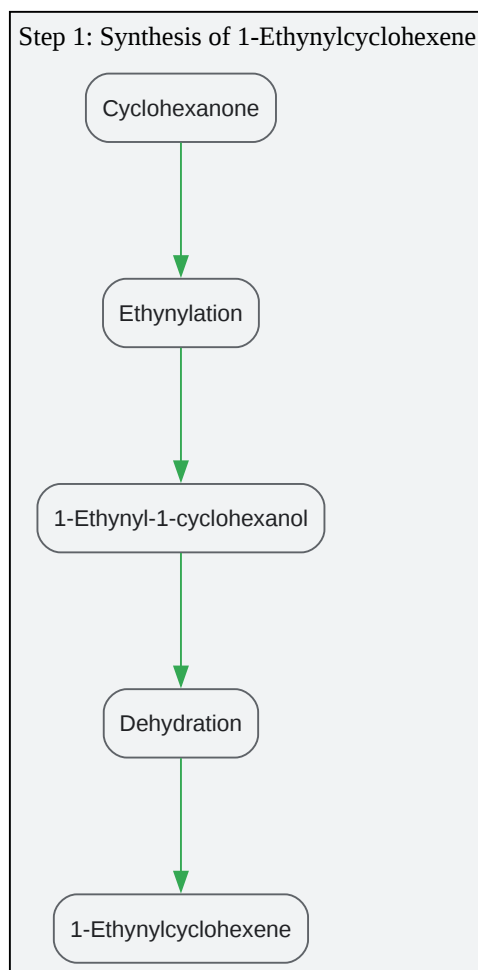 Step 1: Synthesis of 1-Ethynylcyclohexene
Cyclohexanone
Ethynylation
1-Ethynyl-1-cyclohexanol
Dehydration
1-Ethynylcyclohexene